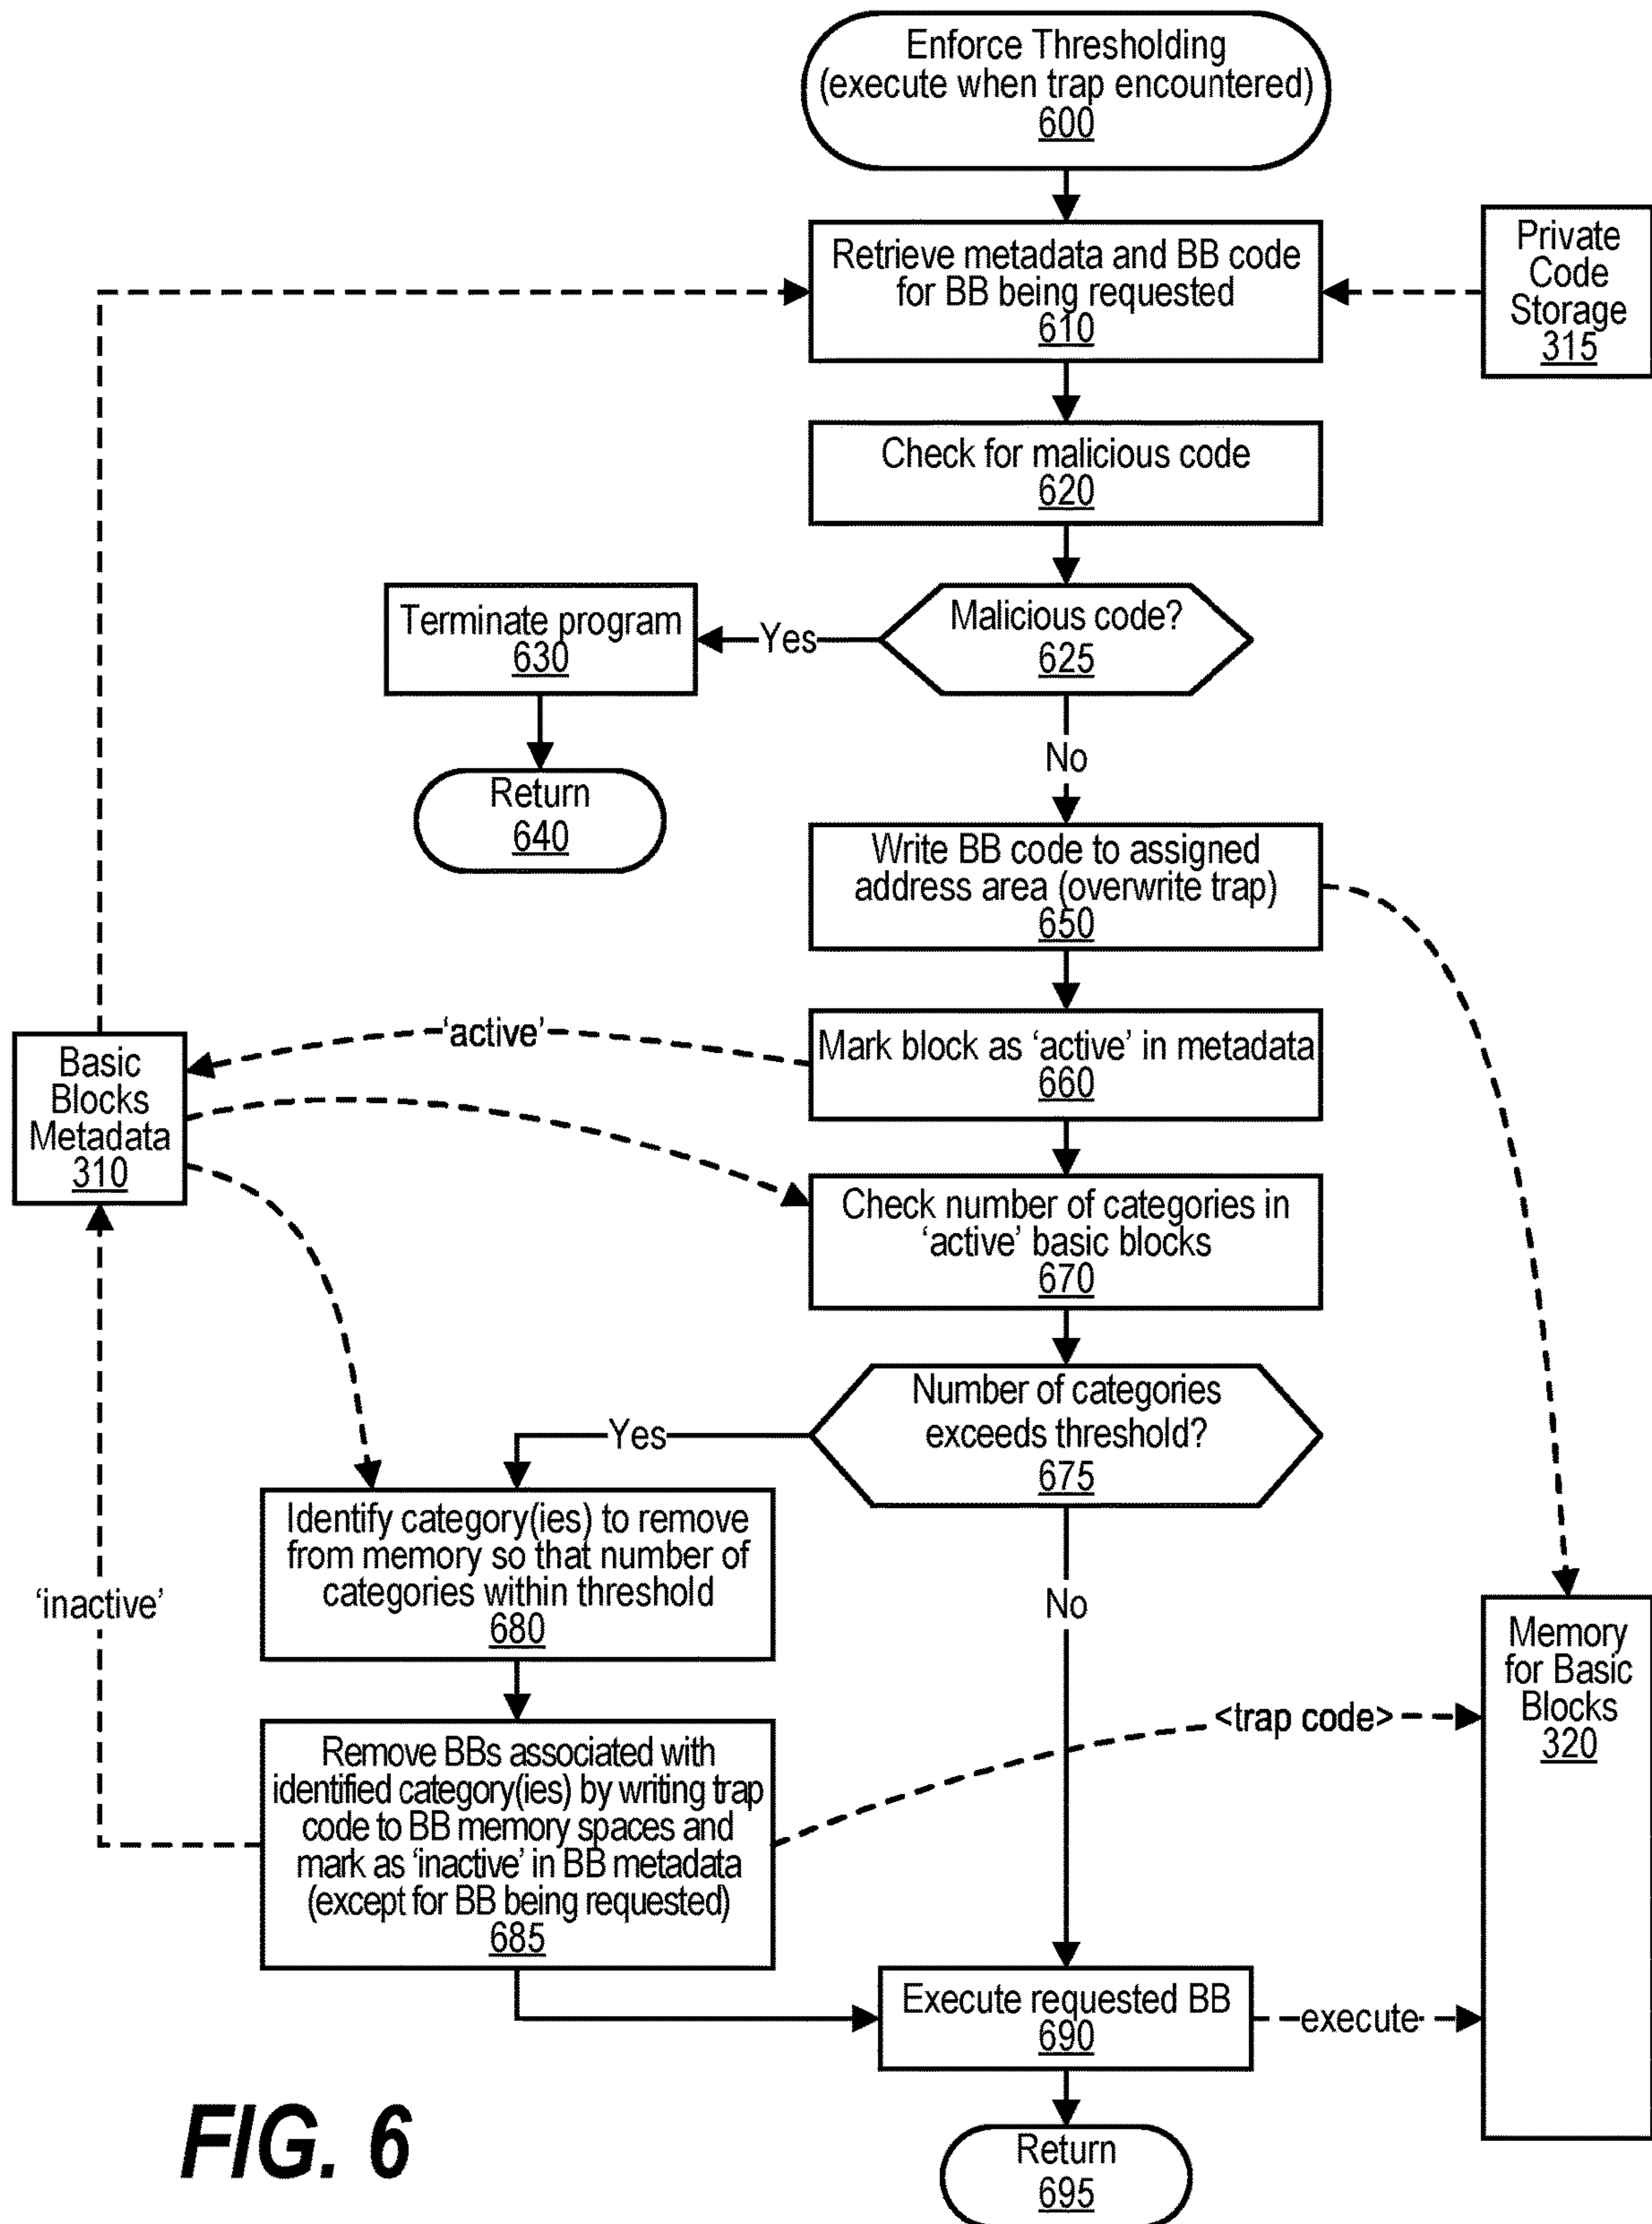 Enforce Thresholding
(execute when trap encountered)
600
Retrieve metadata and BB code
for BB being requested
610
Private
Code
Storage
315
Check for malicious code
620
Malicious code?
625
Yes
Terminate program
630
Return
640
No
Write BB code to assigned
address area (overwrite trap)
650
Mark block as ‘active’ in metadata
660
‘active’
Basic
Blocks
Metadata
310
Check number of categories in
‘active’ basic blocks
670
Number of categories
exceeds threshold?
675
Yes
No
Identify category(ies) to remove
from memory so that number of
categories within threshold
680
‘inactive’
Remove BBs associated with
identified category(ies) by writing trap
code to BB memory spaces and
mark as ‘inactive’ in BB metadata
(except for BB being requested)
685
<trap code>
Memory
for Basic
Blocks
320
Execute requested BB
690
execute
Return
695
FIG. 6